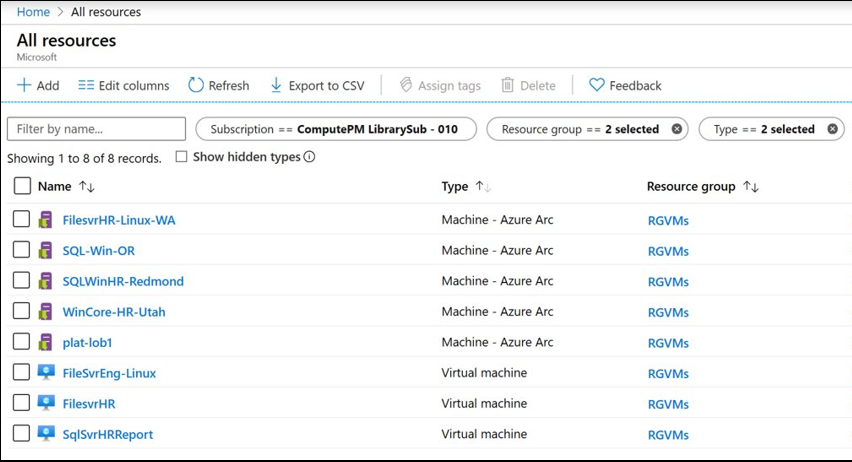 Home > All resources
All resources
Microsoft
Add Edit columns Refresh Export to CSV Assign tags Delete Feedback
Filter by name... Subscription == ComputePM LibrarySub - 010 Resource group == 2 selected Type == 2 selected
Showing 1 to 8 of 8 records. Show hidden types
Name Type Resource group
FilesvrHR-Linux-WA Machine - Azure Arc RGVMs
SQL-Win-OR Machine - Azure Arc RGVMs
SQLWinHR-Redmond Machine - Azure Arc RGVMs
WinCore-HR-Utah Machine - Azure Arc RGVMs
plat-lob1 Machine - Azure Arc RGVMs
FileSvrEng-Linux Virtual machine RGVMs
FilesvrHR Virtual machine RGVMs
SqlSvrHRReport Virtual machine RGVMs